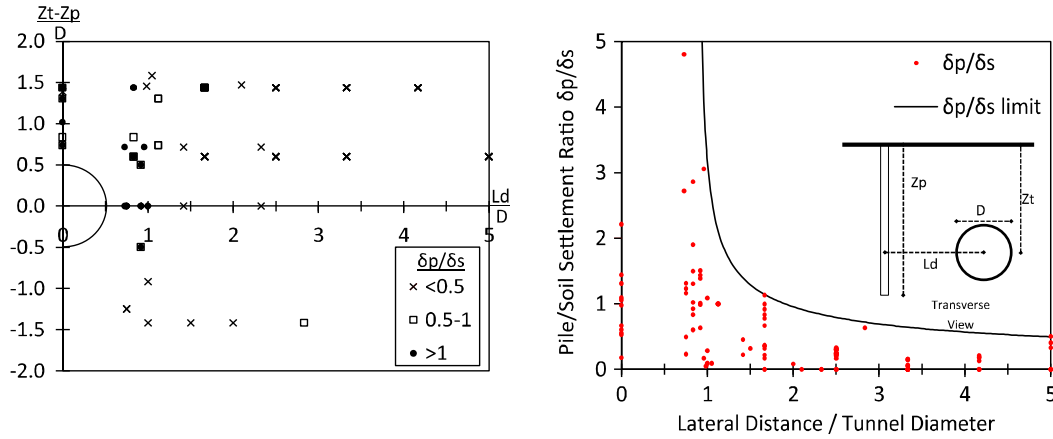 Zt-Zp
D
2.0
1.5
1.0
0.5
0.0
-0.5
-1.0
-1.5
-2.0
0
1
2
3
4
5
Ld
D
δp/δs
<0.5
0.5-1
>1
Pile/Soil Settlement Ratio δp/δs
5
4
3
2
1
0
0
1
2
3
4
5
Lateral Distance / Tunnel Diameter
δp/δs
δp/δs limit
Zp
Zt
D
Ld
Transverse
View